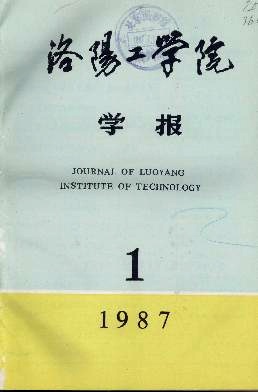 洛陽工学院
学报
JOURNAL OF LUOYANG
INSTITUTE OF TECHNOLOGY
1
1987